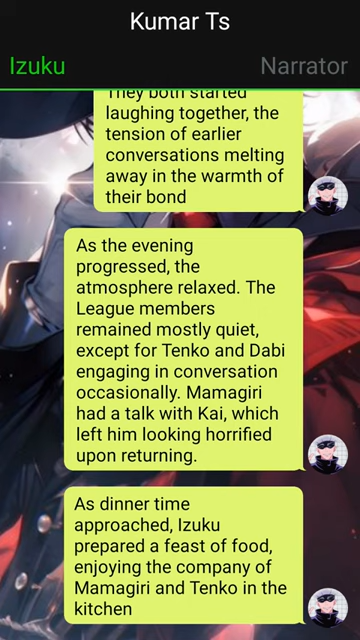 Kumar Ts
Izuku
Narrator
They both started
laughing together, the
tension of earlier
conversations melting
away in the warmth of
their bond
As the evening
progressed, the
atmosphere relaxed. The
League members
remained mostly quiet,
except for Tenko and Dabi
engaging in conversation
occasionally. Mamagiri
had a talk with Kai, which
left him looking horrified
upon returning.
As dinner time
approached, Izuku
prepared a feast of food,
enjoying the company of
Mamagiri and Tenko in the
kitchen